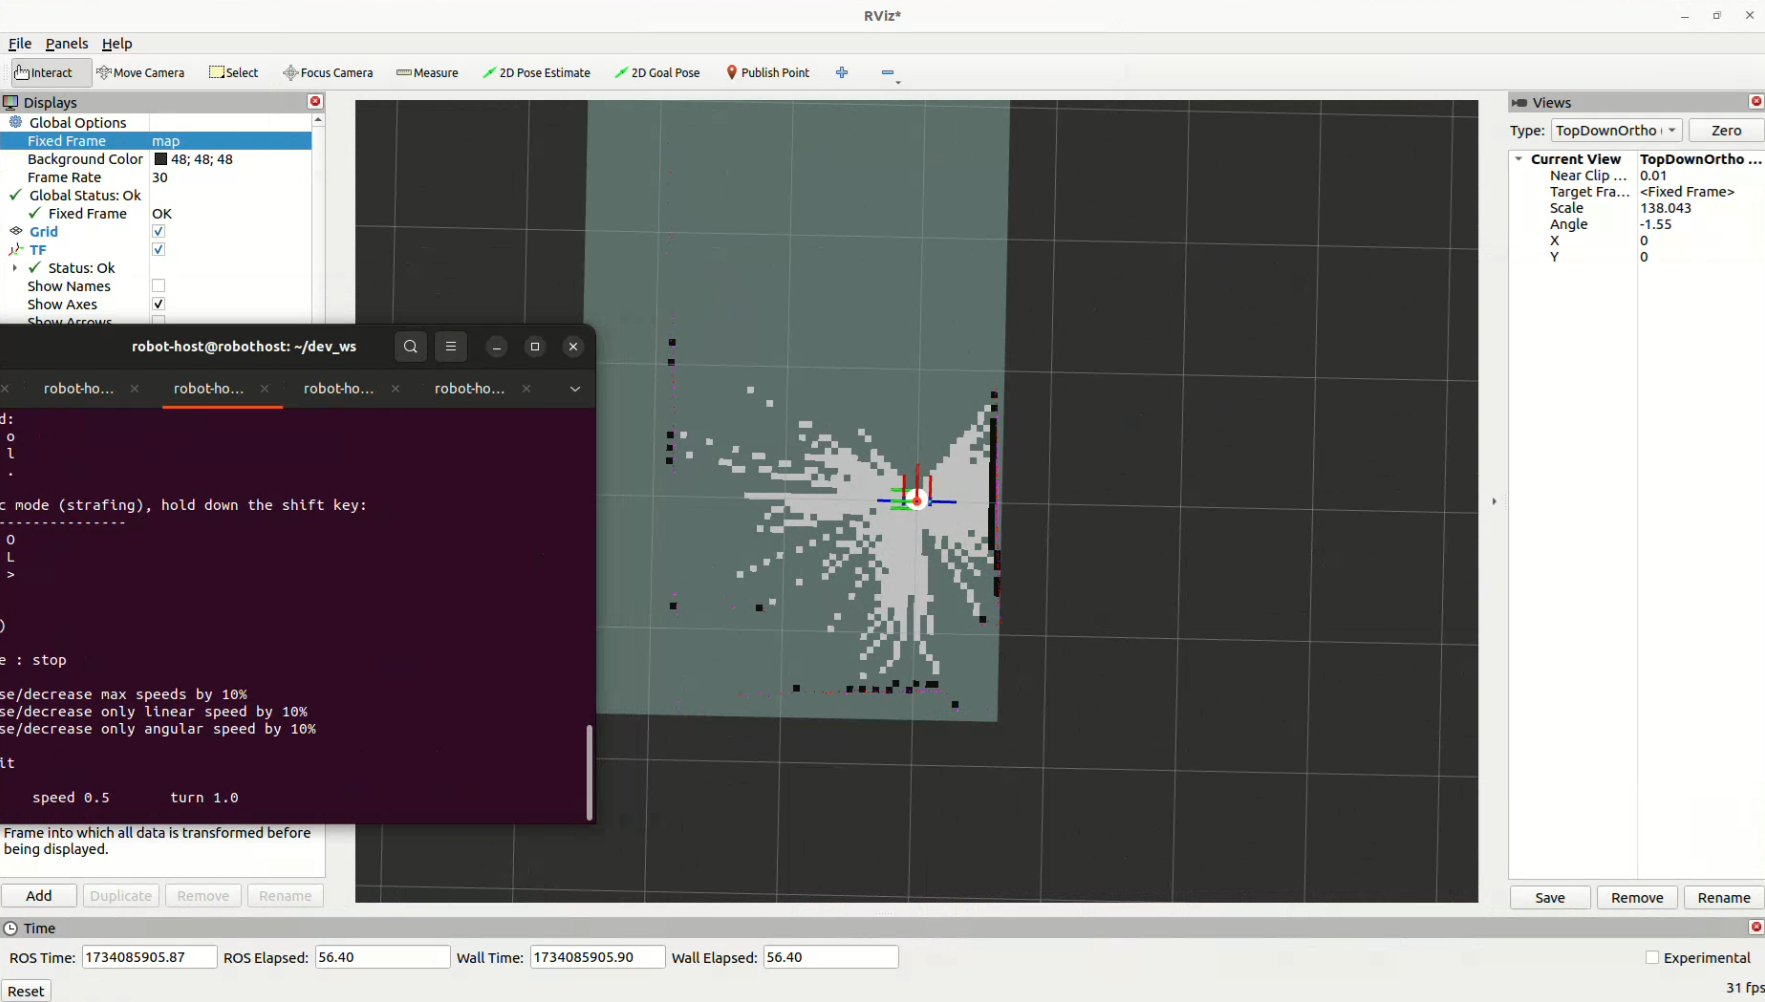 RViz*
File Panels Help
Interact Move Camera Select Focus Camera Measure 2D Pose Estimate 2D Goal Pose Publish Point
Displays
Global Options
Fixed Frame map
Background Color 48; 48; 48
Frame Rate 30
Global Status: Ok
Fixed Frame OK
Grid
TF
Status: Ok
Show Names
Show Axes
Show Arrows
robot-host@robothost: ~/dev_ws
robot-ho... robot-ho... robot-ho... robot-ho...
d:
o
l
.
c mode (strafing), hold down the shift key:
---------------
O
L
>
)
e : stop
se/decrease max speeds by 10%
se/decrease only linear speed by 10%
se/decrease only angular speed by 10%
it
speed 0.5 turn 1.0
Frame into which all data is transformed before
being displayed.
Add Duplicate Remove Rename
Views
Type: TopDownOrtho ( Zero
Current View TopDownOrtho ...
Near Clip ... 0.01
Target Fra... <Fixed Frame>
Scale 138.043
Angle -1.55
X 0
Y 0
Save Remove Rename
Time
ROS Time: 1734085905.87 ROS Elapsed: 56.40 Wall Time: 1734085905.90 Wall Elapsed: 56.40 Experimental
Reset 31 fps